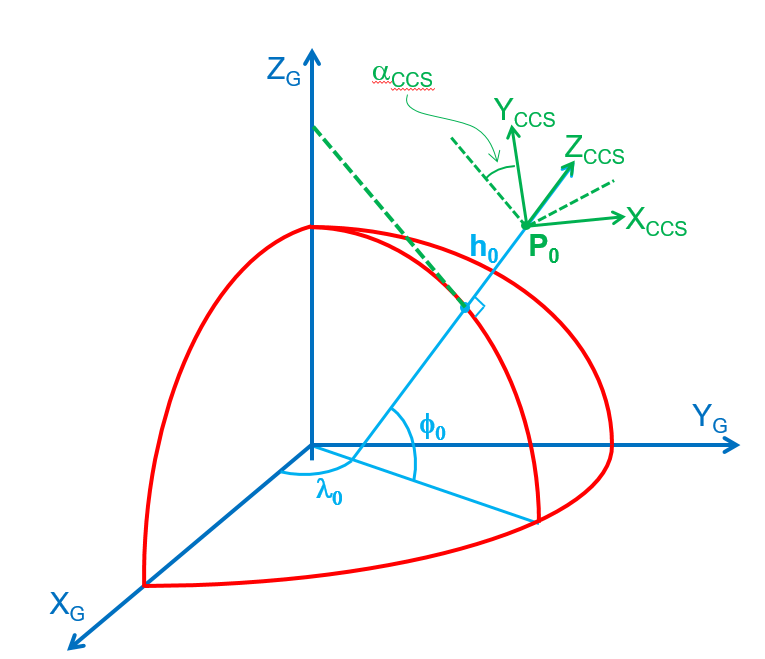 Z_G
α_CCS
Y_CCS
Z_CCS
X_CCS
h_0
P_0
Y_G
ϕ_0
λ_0
X_G